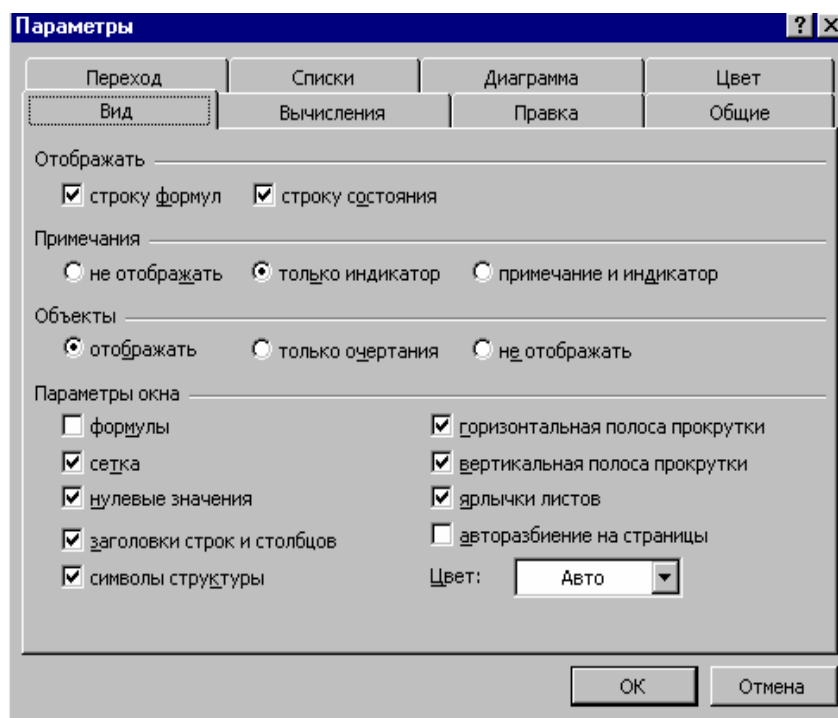 Параметры
Переход Списки Диаграмма Цвет
Вид Вычисления Правка Общие
Отображать
строку формул строку состояния
Примечания
не отображать только индикатор примечание и индикатор
Объекты
отображать только очертания не отображать
Параметры окна
формулы горизонтальная полоса прокрутки
сетка вертикальная полоса прокрутки
нулевые значения ярлычки листов
заголовки строк и столбцов авторазбиение на страницы
символы структуры Цвет: Авто
ОК Отмена